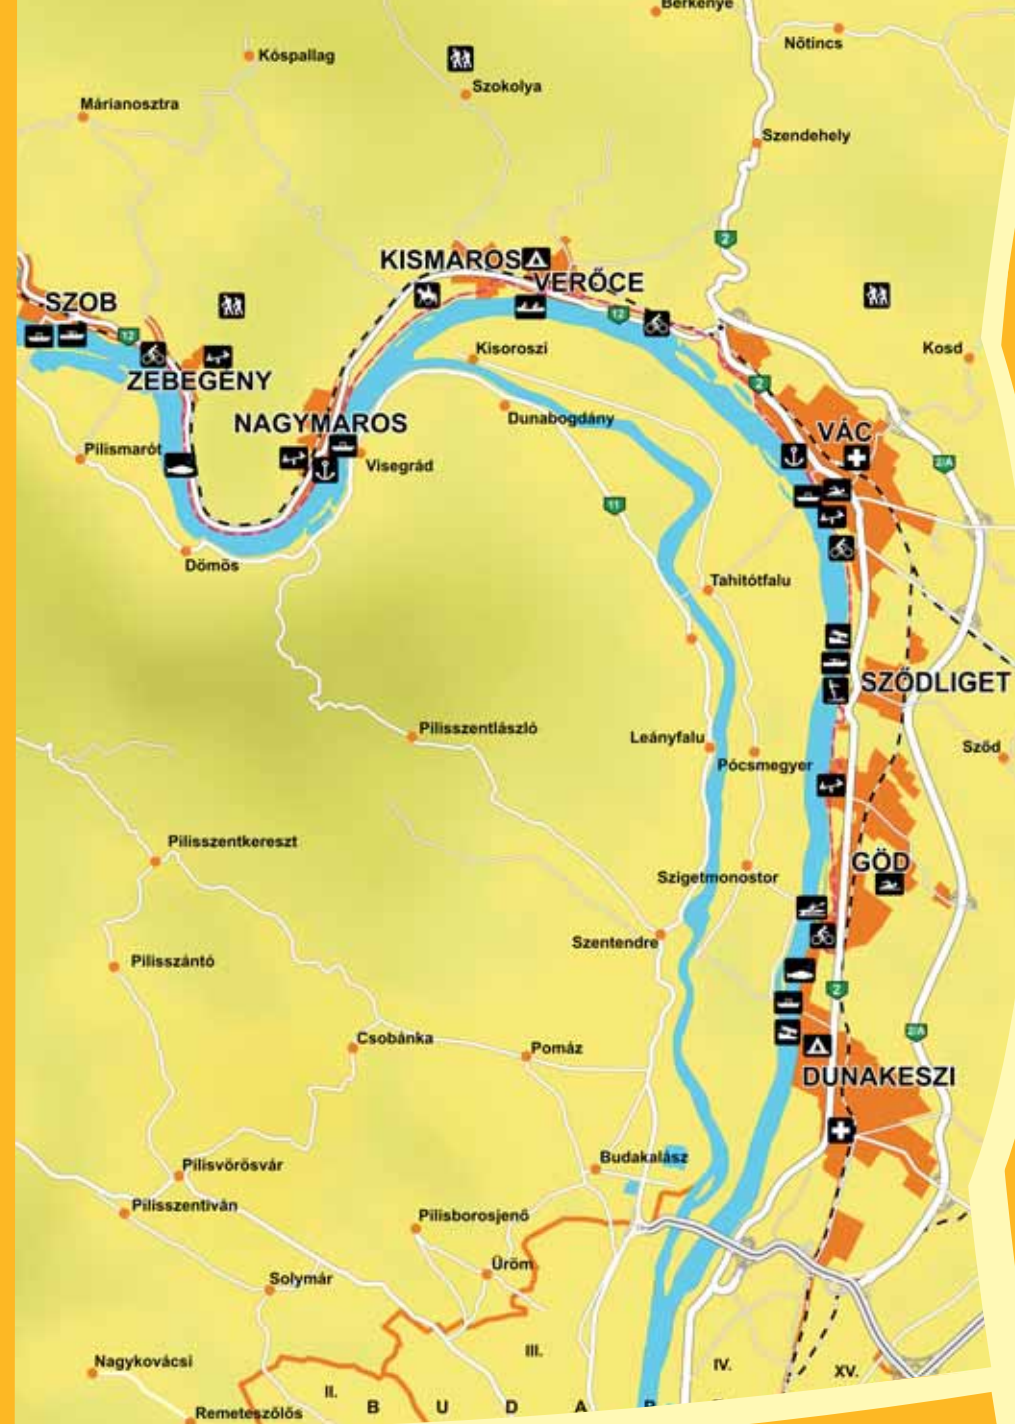 Berkenye
Nőtincs
Kóspallag
Szokolya
Márianosztra
Szendehely
2
KISMAROS
VERŐCE
SZOB
12
12
Kosd
Kisoroszi
ZEBEGÉNY
2
Dunabogdány
NAGYMAROS
VÁC
Pilismarót
Visegrád
2/A
11
Dömös
Tahitótfalu
SZŐDLIGET
Pilisszentlászló
Leányfalu
Sződ
Pócsmegyer
Pilisszentkereszt
GÖD
Szigetmonostor
Szentendre
Pilisszántó
2
2/A
Csobánka
Pomáz
DUNAKESZI
Budakalász
Pilisvörösvár
Pilisszentiván
Pilisborosjenő
Üröm
Solymár
III.
Nagykovácsi
IV.
XV.
II.
B U D A P
Remeteszőlős